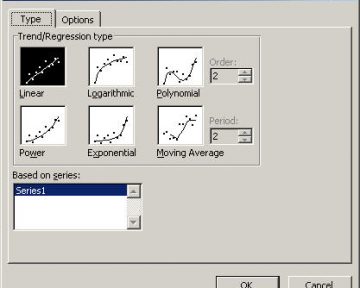 Type Options
Trend/Regression type
Order:
2
Linear Logarithmic Polynomial
Period:
2
Power Exponential Moving Average
Based on series:
Series1
OK Cancel